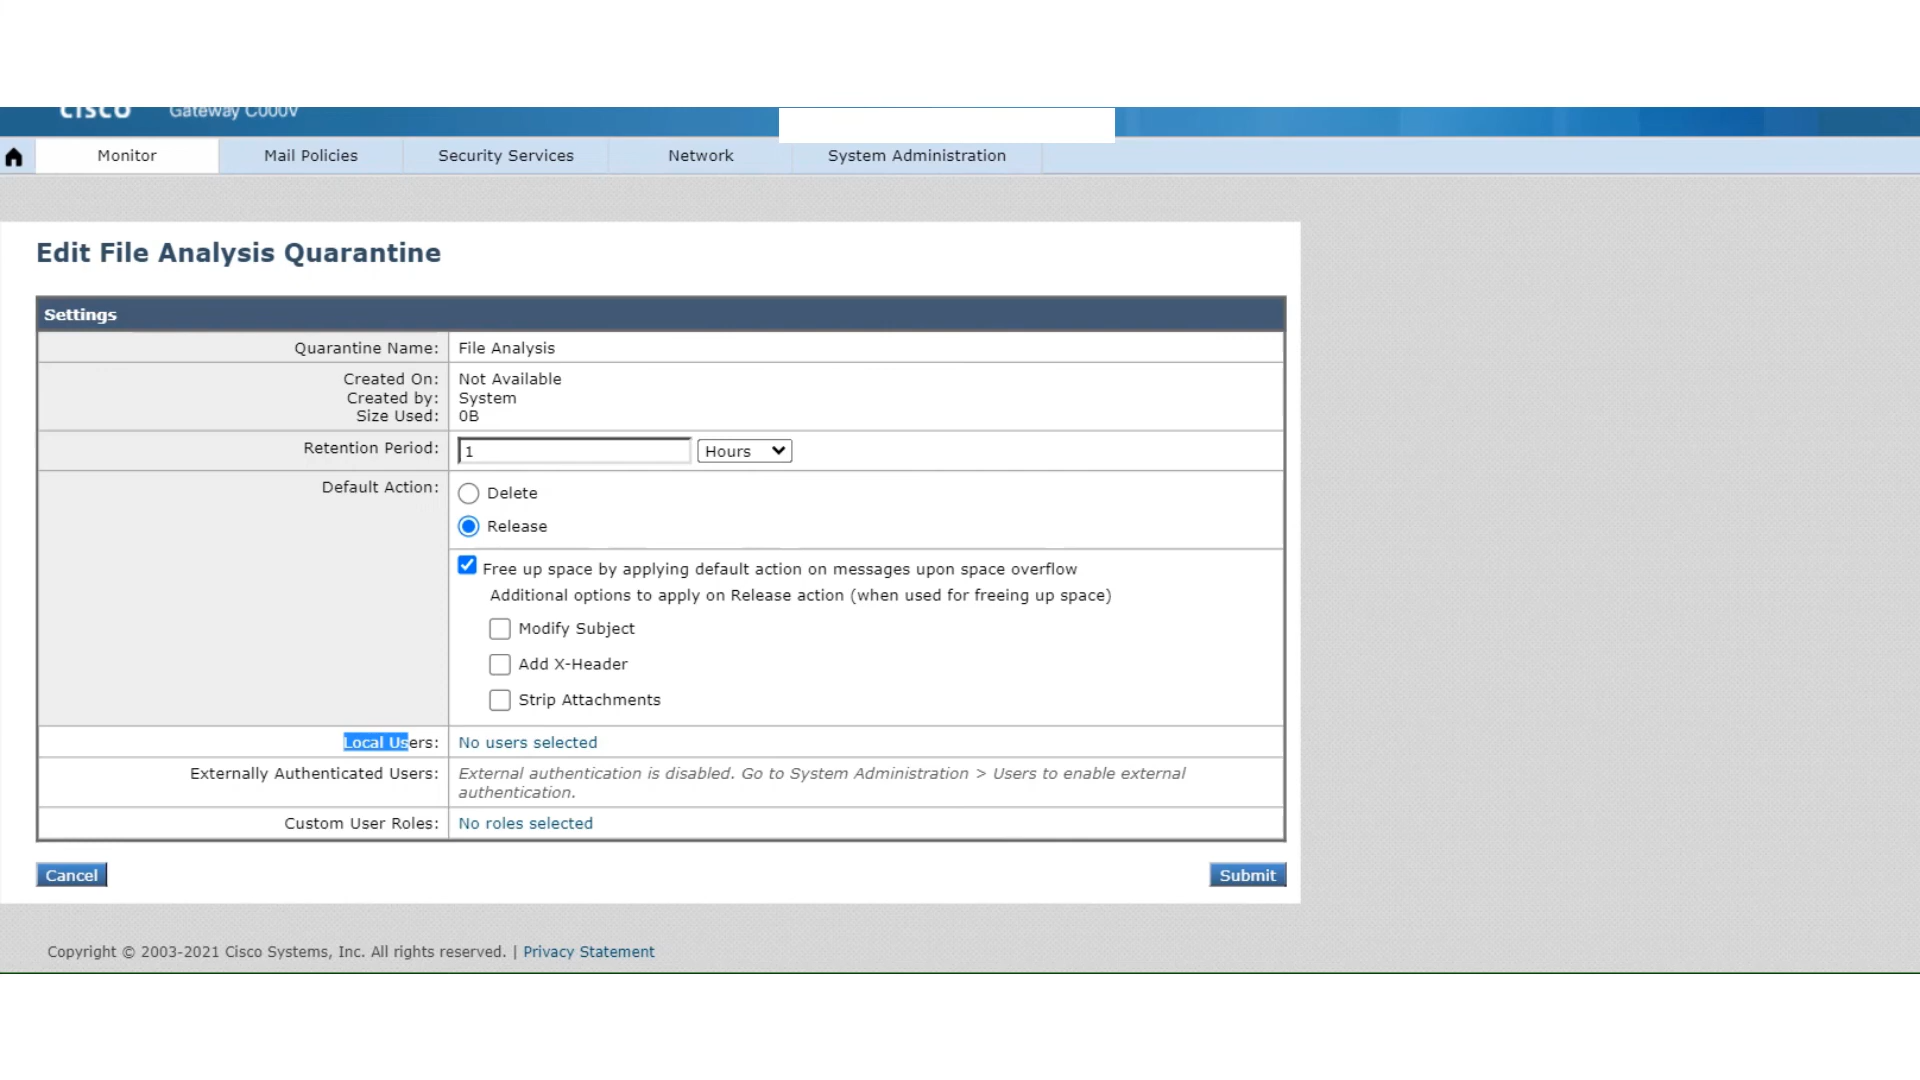 cisco Gateway C000V
Monitor Mail Policies Security Services Network System Administration
Edit File Analysis Quarantine
Settings
Quarantine Name: File Analysis
Created On: Not Available
Created by: System
Size Used: 0B
Retention Period: 1 Hours
Default Action: Delete
Release
Free up space by applying default action on messages upon space overflow
Additional options to apply on Release action (when used for freeing up space)
Modify Subject
Add X-Header
Strip Attachments
Local Users: No users selected
Externally Authenticated Users: External authentication is disabled. Go to System Administration > Users to enable external
authentication.
Custom User Roles: No roles selected
Cancel Submit
Copyright © 2003-2021 Cisco Systems, Inc. All rights reserved. | Privacy Statement